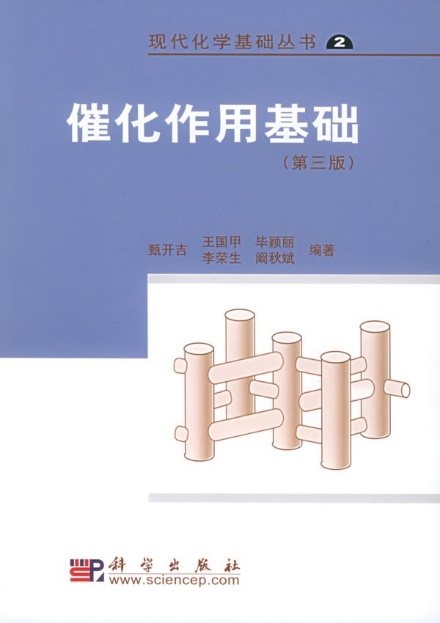 现代化学基础丛书 2
催化作用基础
（第三版）
甄开吉 王国甲 毕颖丽 编著
李荣生 阚秋斌
科学出版社
www.sciencep.com